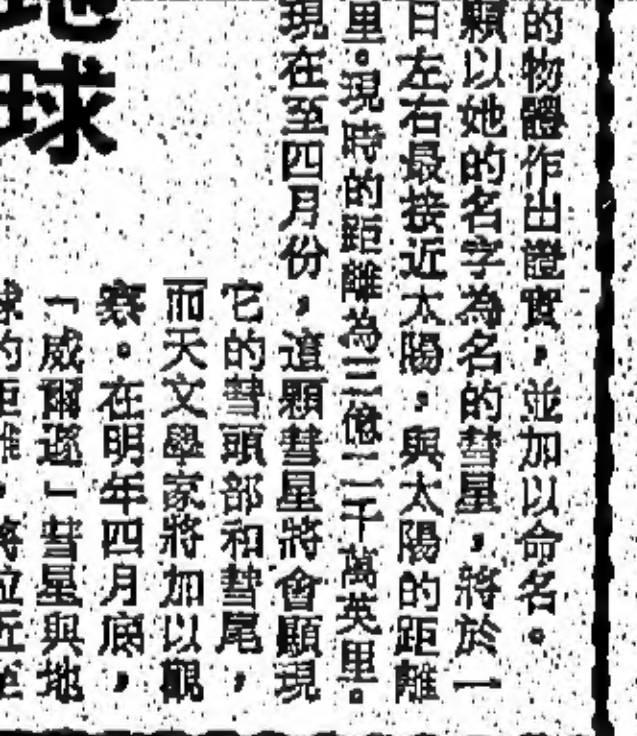 的物體作出證實，並加以命名。
顆以她的名字為名的彗星，將於一
日左右最接近太陽。與太陽的距離
里。現時的距離為三億二千萬英里。
現在至四月份，這顆彗星將會顯現
它的彗頭部和彗尾，
而天文學家將加以觀
察。在明年四月底，
「威爾遜」彗星與地
球的距離，將拉近至
地球